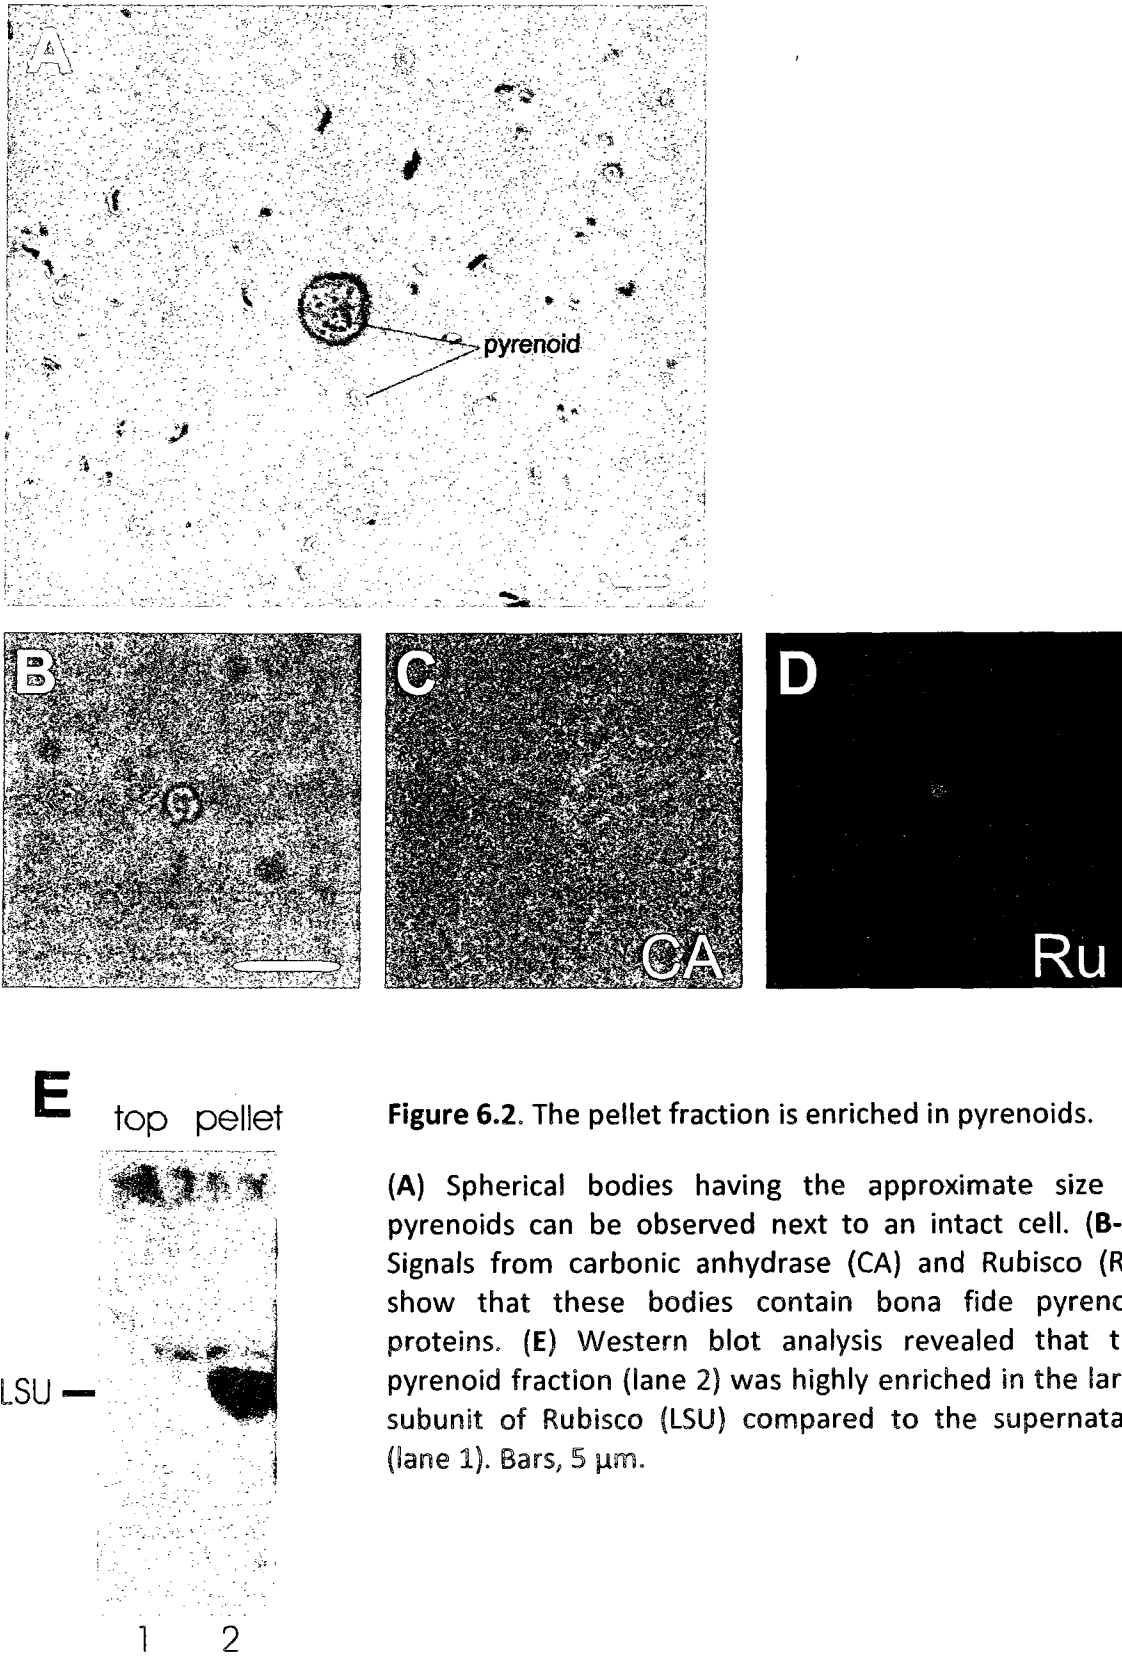 A
pyrenoid
B
C
CA
D
Ru
E
top pellet
LSU
1 2
Figure 6.2. The pellet fraction is enriched in pyrenoids.
(A) Spherical bodies having the approximate size
pyrenoids can be observed next to an intact cell. (B-
Signals from carbonic anhydrase (CA) and Rubisco (R
show that these bodies contain bona fide pyreno
proteins. (E) Western blot analysis revealed that t
pyrenoid fraction (lane 2) was highly enriched in the lar
subunit of Rubisco (LSU) compared to the supernata
(lane 1). Bars, 5 µm.